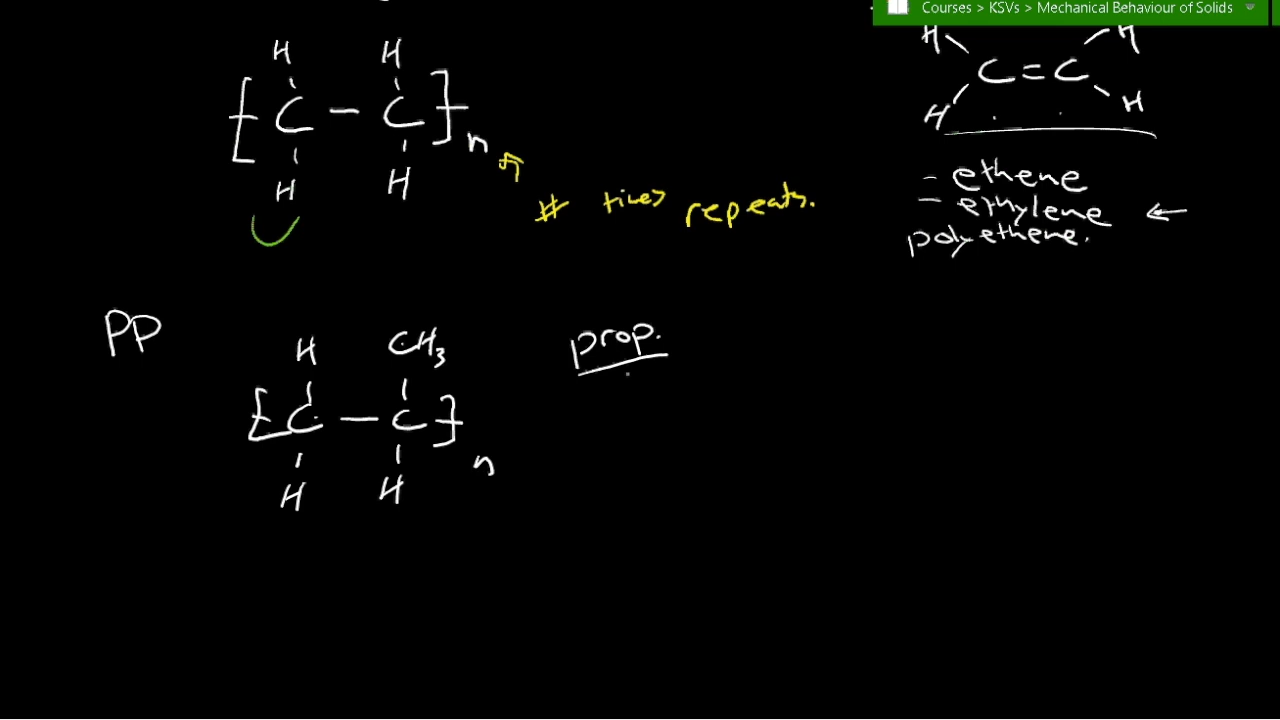 Courses > KSVs > Mechanical Behaviour of Solids
H H H H
C - C C = C
n
H H H H
# times repeats.
- ethene
- ethylene ←
polyethene.
PP
H CH3
prop.
C - C
n
H H